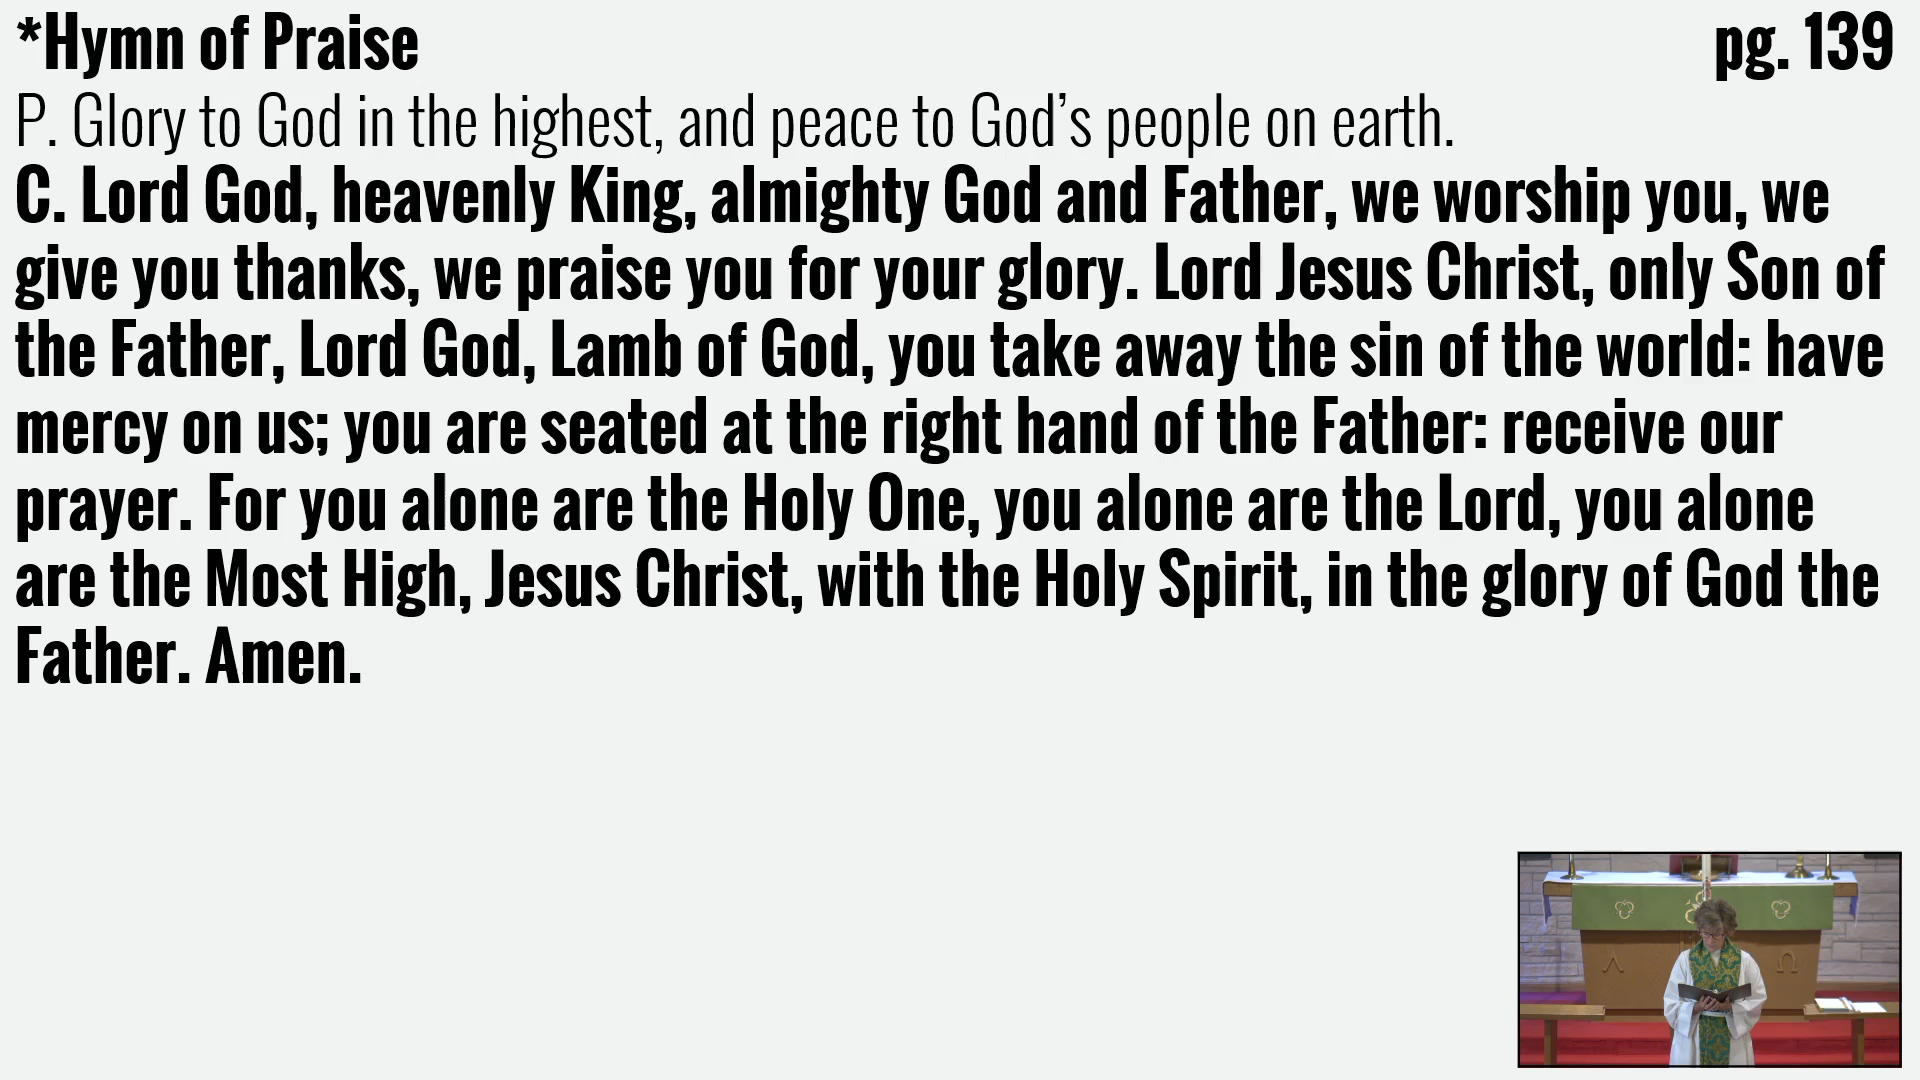 *Hymn of Praise pg. 139
P. Glory to God in the highest, and peace to God’s people on earth.
C. Lord God, heavenly King, almighty God and Father, we worship you, we
give you thanks, we praise you for your glory. Lord Jesus Christ, only Son of
the Father, Lord God, Lamb of God, you take away the sin of the world: have
mercy on us; you are seated at the right hand of the Father: receive our
prayer. For you alone are the Holy One, you alone are the Lord, you alone
are the Most High, Jesus Christ, with the Holy Spirit, in the glory of God the
Father. Amen.
Α Ω